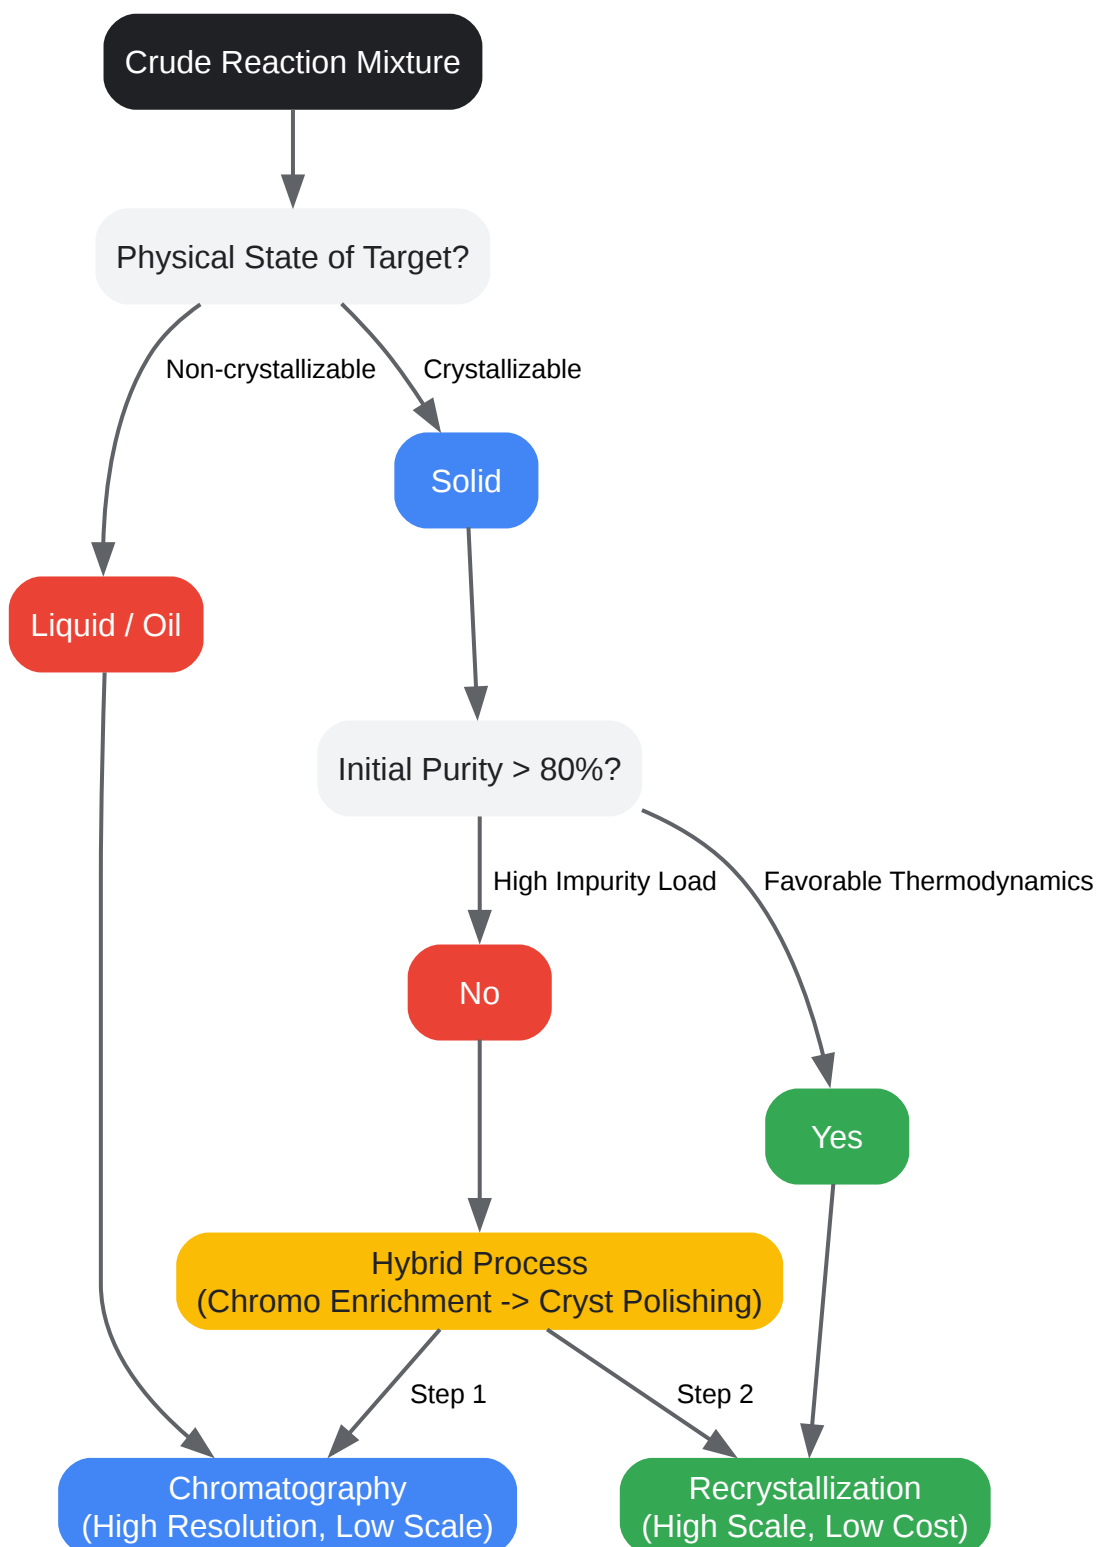 Crude Reaction Mixture
Physical State of Target?
Non-crystallizable
Crystallizable
Solid
Liquid / Oil
Initial Purity > 80%?
High Impurity Load
Favorable Thermodynamics
No
Yes
Hybrid Process
(Chromo Enrichment -> Cryst Polishing)
Step 1
Step 2
Chromatography
(High Resolution, Low Scale)
Recrystallization
(High Scale, Low Cost)